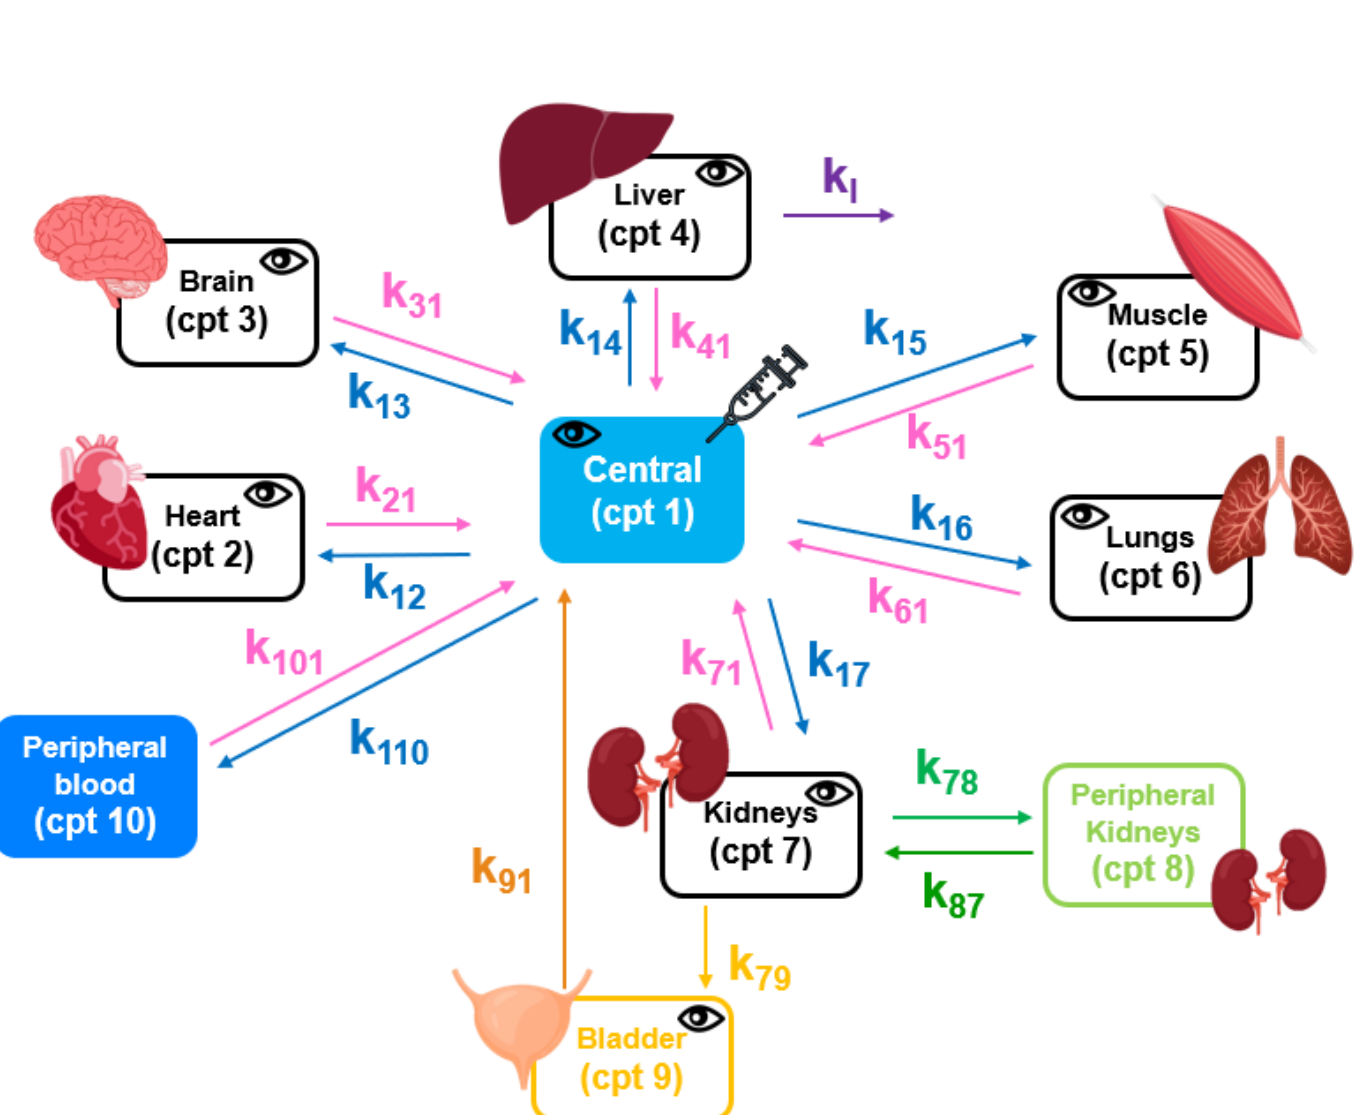 Liver
(cpt 4)
kl
Brain
(cpt 3)
k31
k13
k14
k41
k15
Muscle
(cpt 5)
k51
Central
(cpt 1)
Heart
(cpt 2)
k21
k12
k16
Lungs
(cpt 6)
k61
k101
k110
k71
k17
Peripheral
blood
(cpt 10)
Kidneys
(cpt 7)
k78
k87
Peripheral
Kidneys
(cpt 8)
k91
k79
Bladder
(cpt 9)